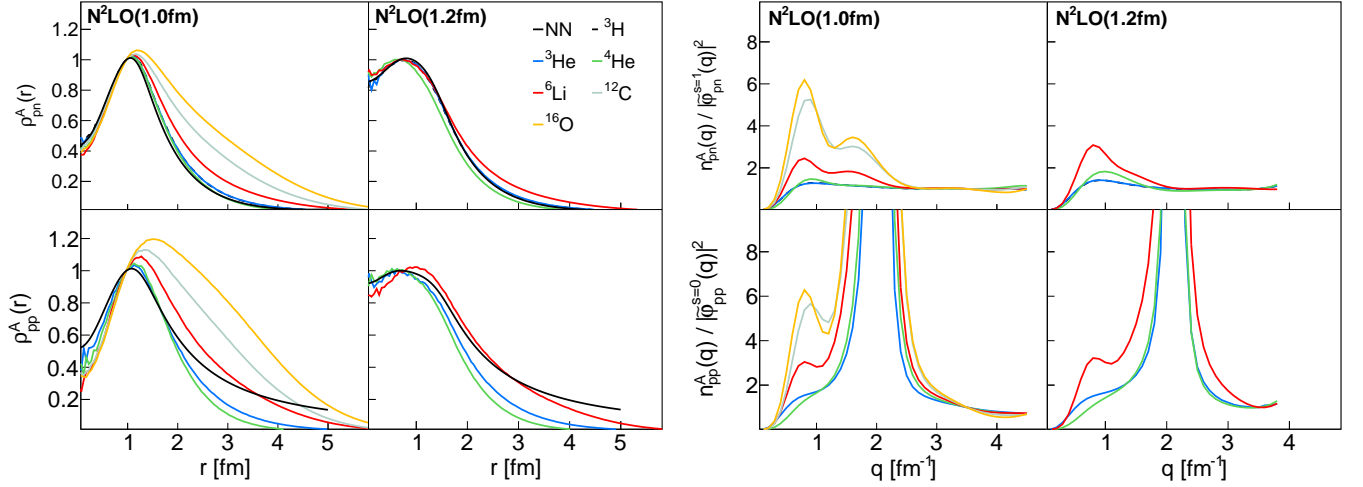 N²LO(1.0fm)
N²LO(1.2fm)
NN
³H
³He
⁴He
⁶Li
¹²C
¹⁶O
ρ^A_pn(r)
1.4
1.2
1
0.8
0.6
0.4
0.2
ρ^A_pp(r)
1.2
1
0.8
0.6
0.4
0.2
1 2 3 4 5
1 2 3 4 5
r [fm]
r [fm]
N²LO(1.0fm)
N²LO(1.2fm)
n^A_pn(q) / |φ̃^{s=1}_pn(q)|²
8
6
4
2
n^A_pp(q) / |φ̃^{s=0}_pp(q)|²
8
6
4
2
1 2 3 4
1 2 3 4
q [fm⁻¹]
q [fm⁻¹]